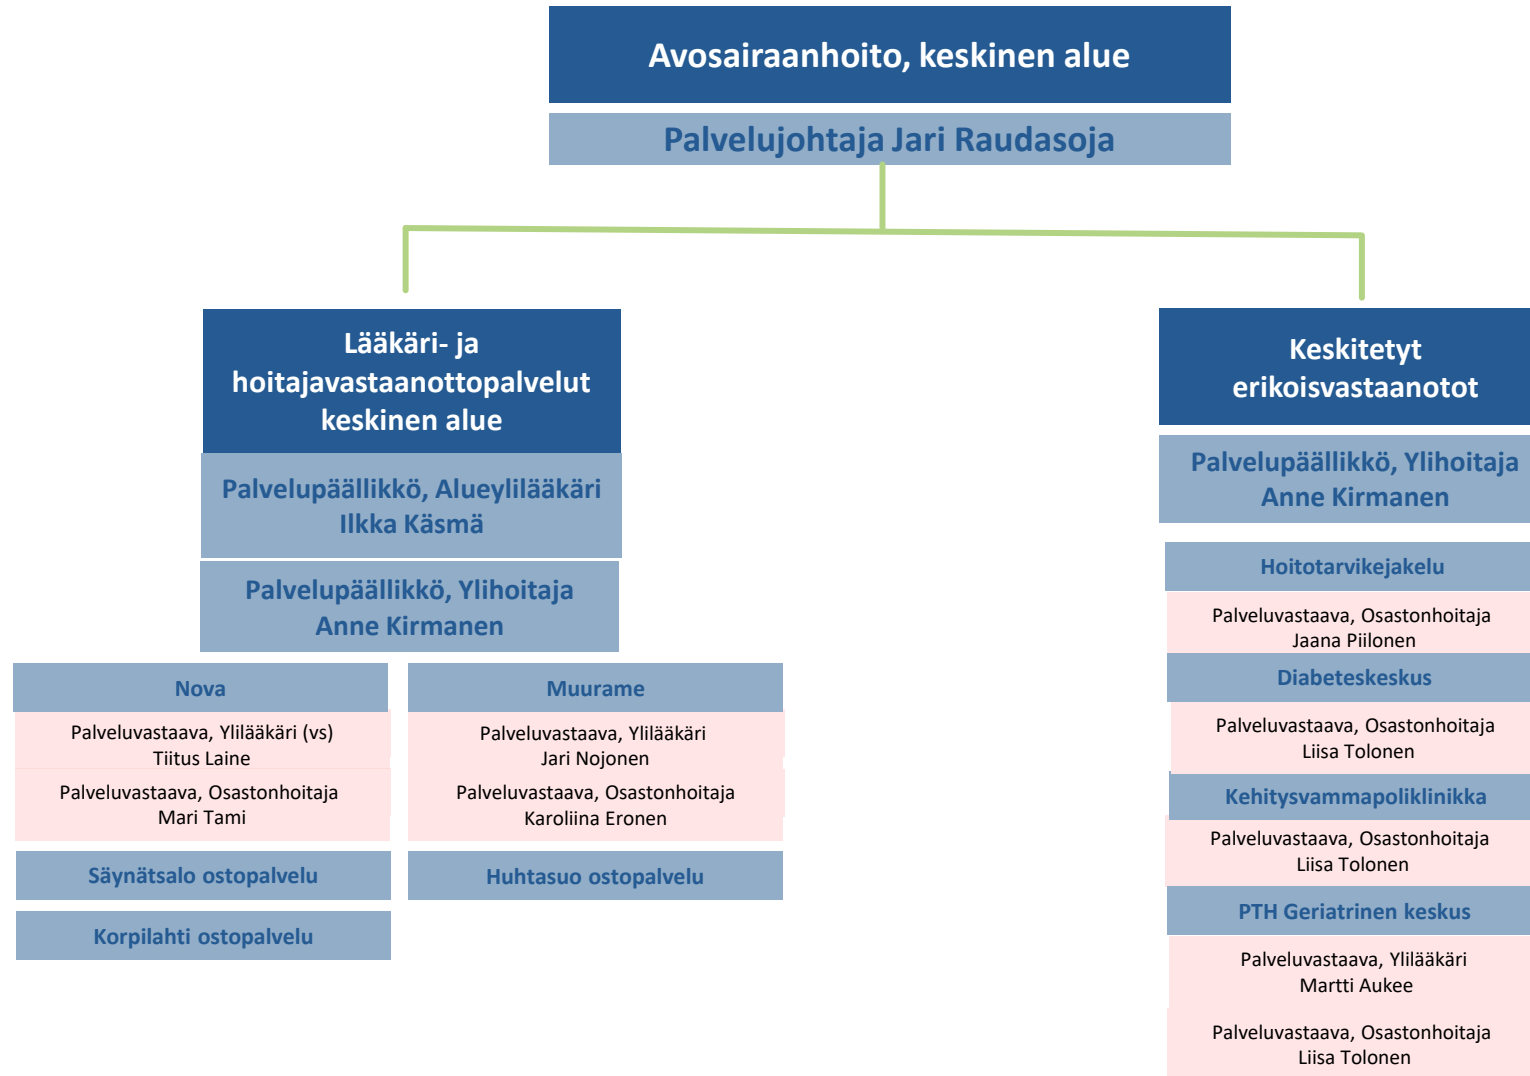 Avosairaanhoito, keskinen alue
Palvelujohtaja Jari Raudasoja
Lääkäri- ja
hoitajavastaanottopalvelut
keskinen alue
Palvelupäällikkö, Alueylilääkäri
Ilkka Käsmä
Palvelupäällikkö, Ylihoitaja
Anne Kirmanen
Nova
Palveluvastaava, Ylilääkäri (vs)
Tiitus Laine
Palveluvastaava, Osastonhoitaja
Mari Tami
Säynätsalo ostopalvelu
Korpilahti ostopalvelu
Muurame
Palveluvastaava, Ylilääkäri
Jari Nojonen
Palveluvastaava, Osastonhoitaja
Karoliina Eronen
Huhtasuo ostopalvelu
Keskitetyt
erikoisvastaanotot
Palvelupäällikkö, Ylihoitaja
Anne Kirmanen
Hoitotarvikejakelu
Palveluvastaava, Osastonhoitaja
Jaana Piilonen
Diabeteskeskus
Palveluvastaava, Osastonhoitaja
Liisa Tolonen
Kehitysvammapoliklinikka
Palveluvastaava, Osastonhoitaja
Liisa Tolonen
PTH Geriatrinen keskus
Palveluvastaava, Ylilääkäri
Martti Aukee
Palveluvastaava, Osastonhoitaja
Liisa Tolonen